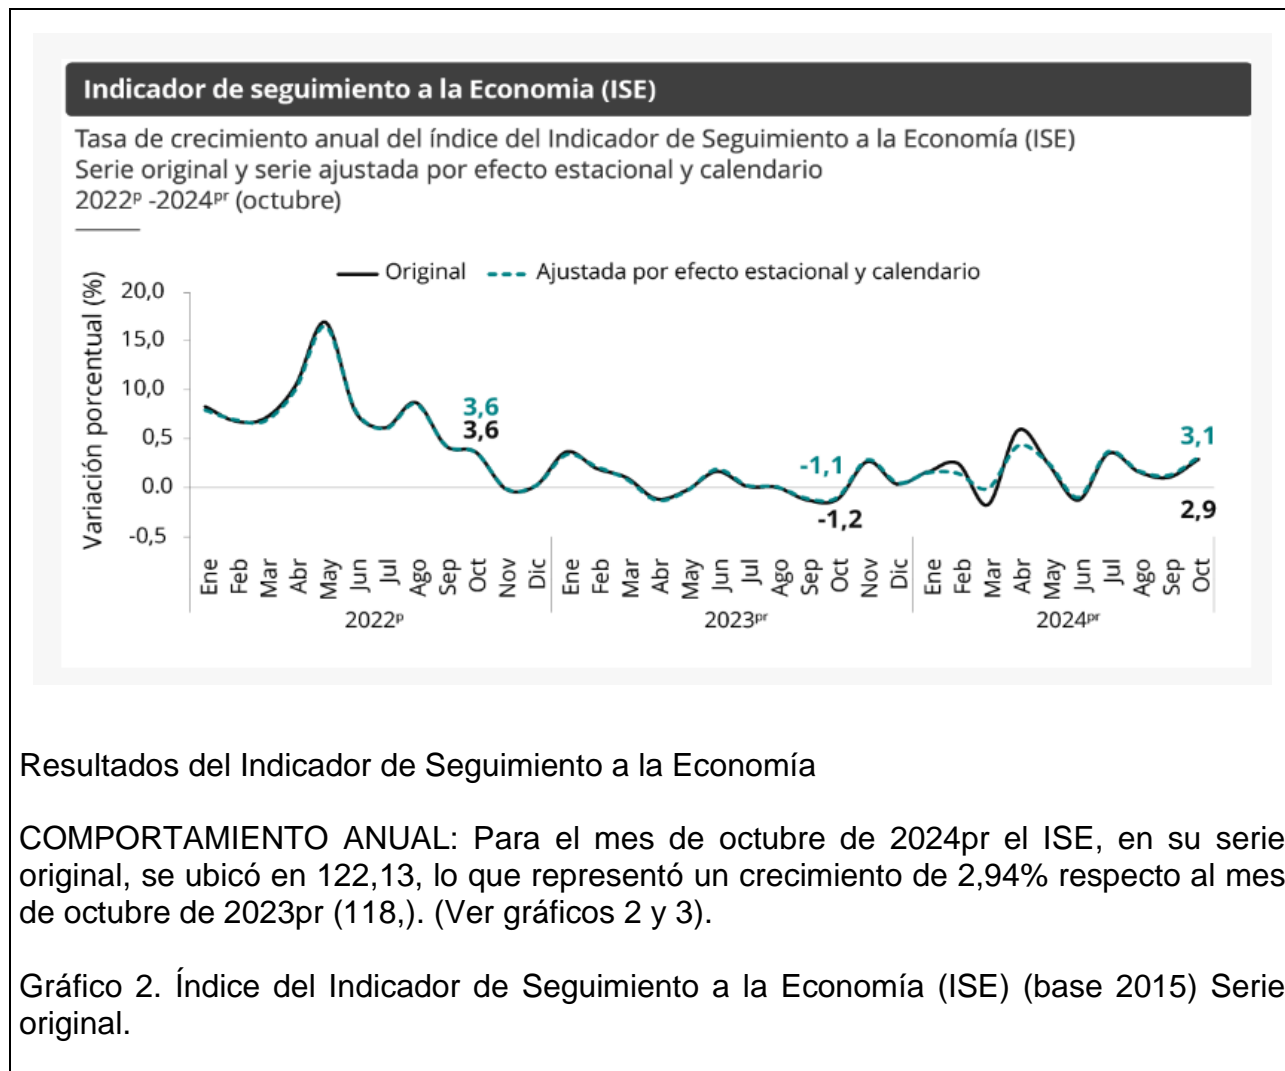 Indicador de seguimiento a la Economia (ISE)
Tasa de crecimiento anual del índice del Indicador de Seguimiento a la Economía (ISE)
Serie original y serie ajustada por efecto estacional y calendario
2022ᵖ -2024ᵖʳ (octubre)
Original Ajustada por efecto estacional y calendario
Variación porcentual (%)
20,0
15,0
10,0
0,5
0.0
-0,5
3,6
3,6
-1,1
-1,2
3,1
2,9
Ene Feb Mar Abr May Jun Jul Ago Sep Oct Nov Dic Ene Feb Mar Abr May Jun Jul Ago Sep Oct Nov Dic Ene Feb Mar Abr May Jun Jul Ago Sep Oct
2022ᵖ 2023ᵖʳ 2024ᵖʳ
Resultados del Indicador de Seguimiento a la Economía
COMPORTAMIENTO ANUAL: Para el mes de octubre de 2024pr el ISE, en su serie
original, se ubicó en 122,13, lo que representó un crecimiento de 2,94% respecto al mes
de octubre de 2023pr (118,). (Ver gráficos 2 y 3).
Gráfico 2. Índice del Indicador de Seguimiento a la Economía (ISE) (base 2015) Serie
original.